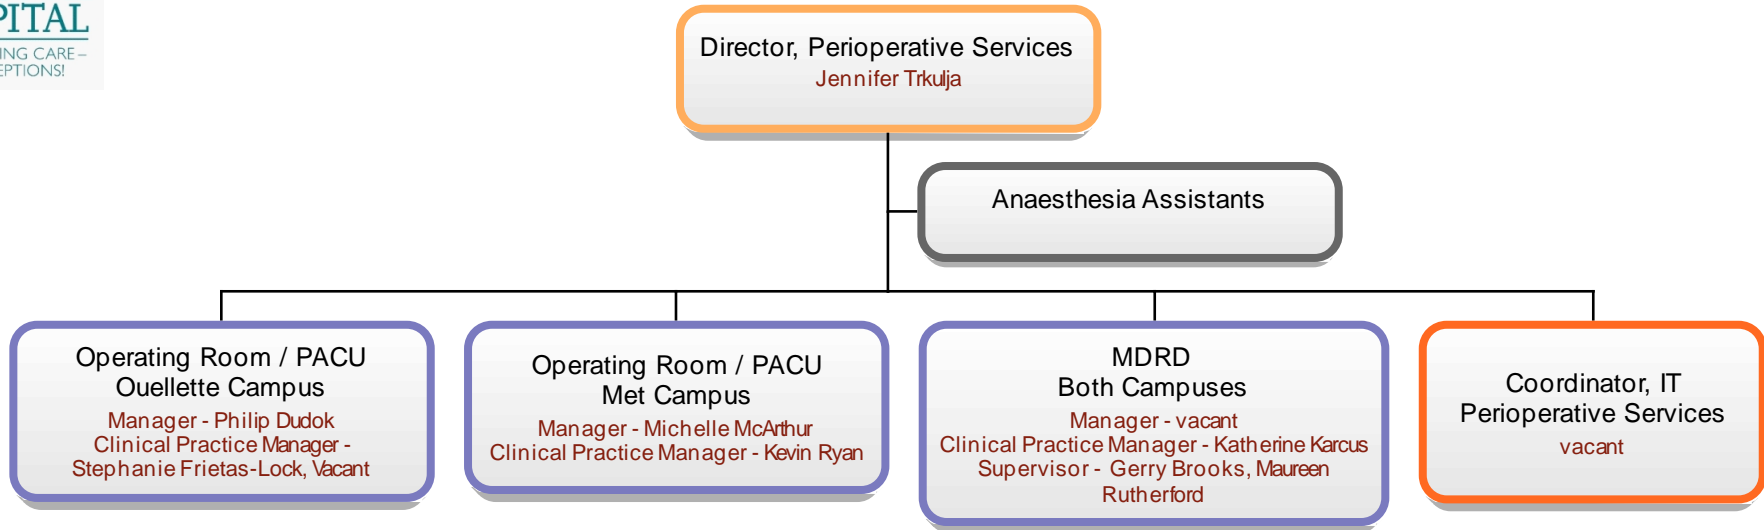 PITAL
ING CARE –
EPTIONS!
Director, Perioperative Services
Jennifer Trkulja
Anaesthesia Assistants
Operating Room / PACU
Ouellette Campus
Manager - Philip Dudok
Clinical Practice Manager -
Stephanie Frietas-Lock, Vacant
Operating Room / PACU
Met Campus
Manager - Michelle McArthur
Clinical Practice Manager - Kevin Ryan
MDRD
Both Campuses
Manager - vacant
Clinical Practice Manager - Katherine Karcus
Supervisor - Gerry Brooks, Maureen
Rutherford
Coordinator, IT
Perioperative Services
vacant